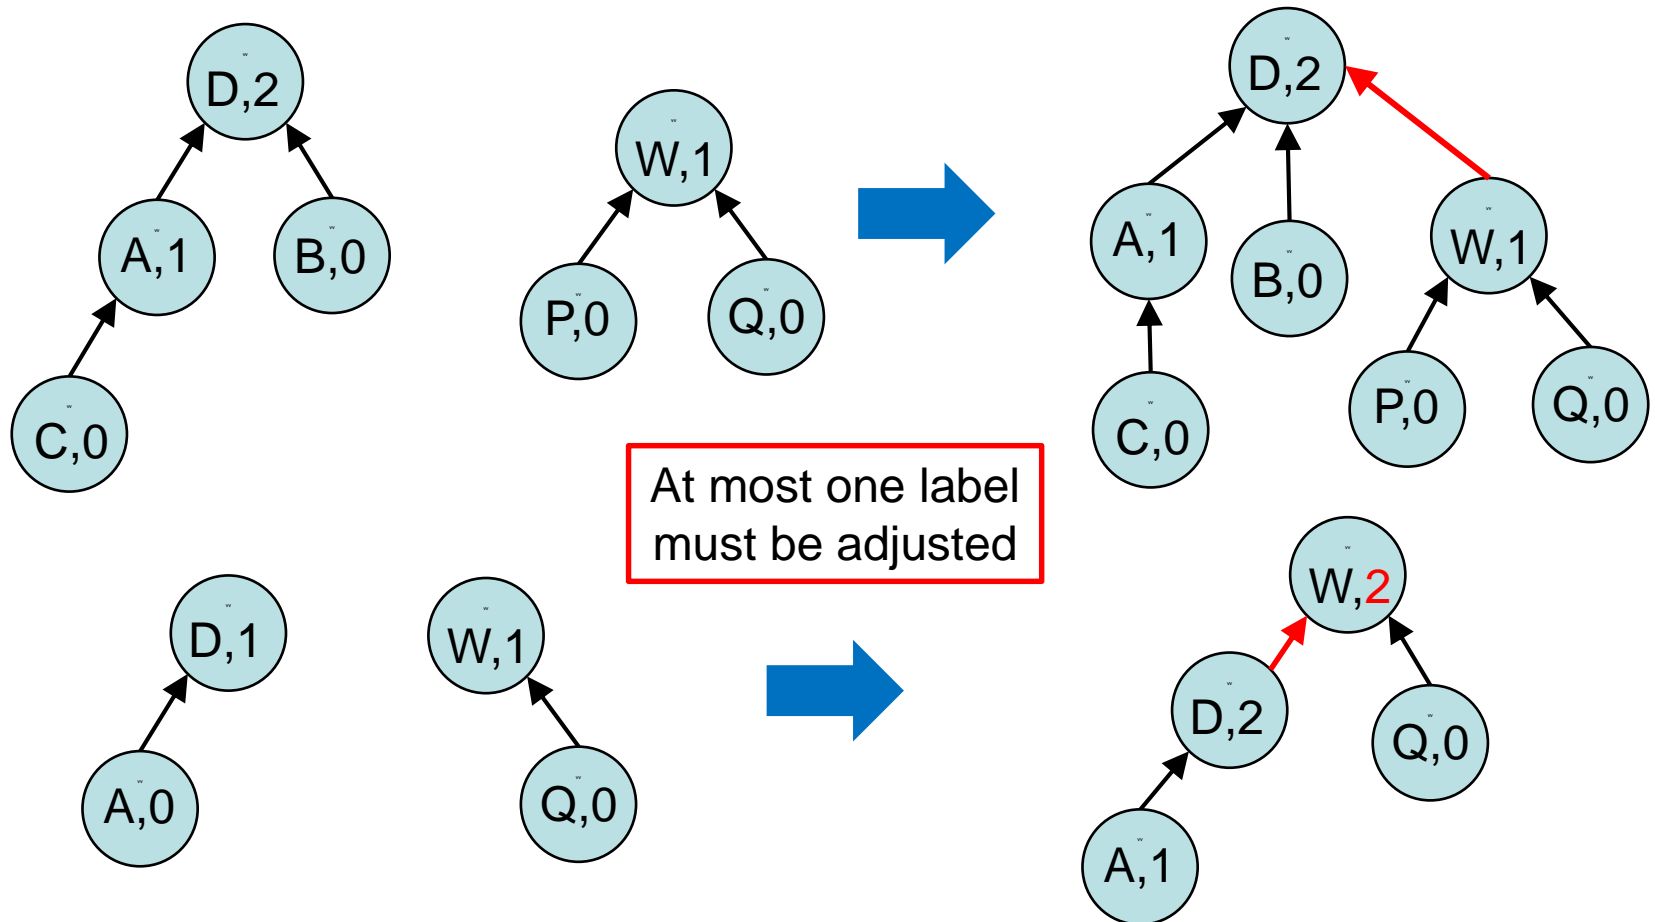 D,2
A,1
B,0
C,0
W,1
P,0
Q,0
D,2
A,1
B,0
W,1
C,0
P,0
Q,0
At most one label
must be adjusted
D,1
A,0
W,1
Q,0
W,2
D,2
Q,0
A,1